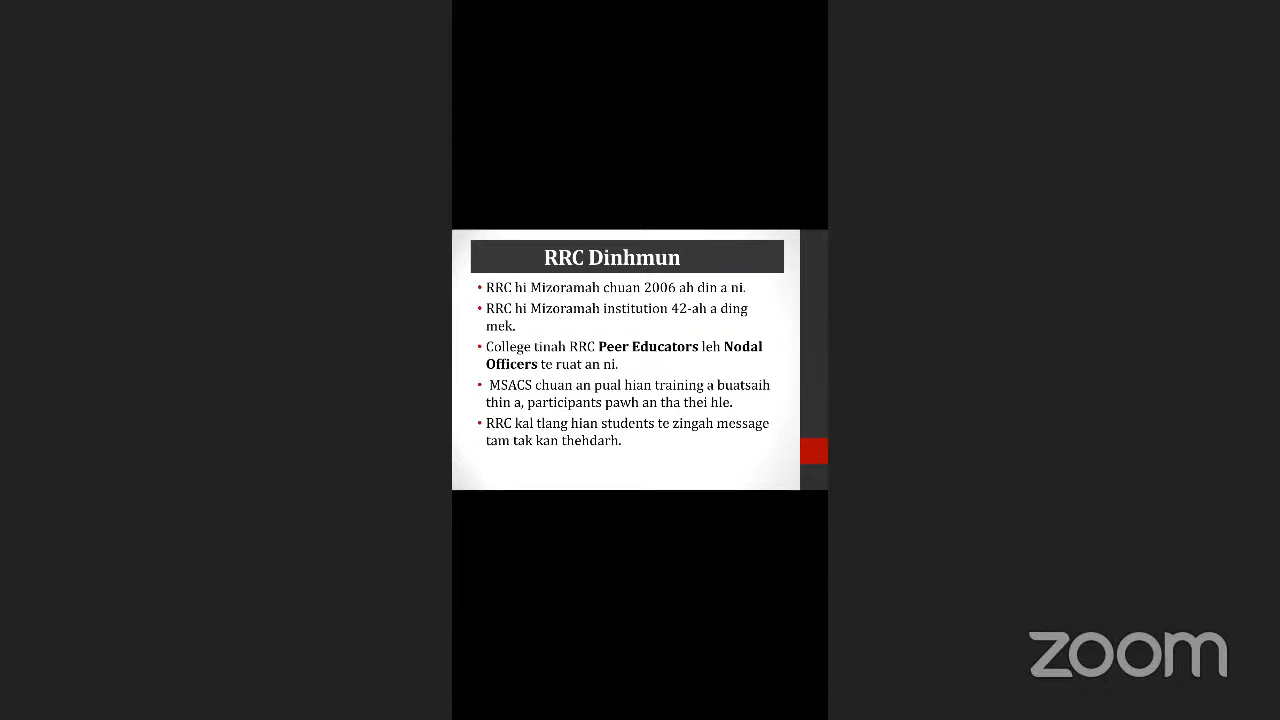 RRC Dinhmun
• RRC hi Mizoramah chuan 2006 ah din a ni.
• RRC hi Mizoramah institution 42-ah a ding
mek.
• College tinah RRC Peer Educators leh Nodal
Officers te ruat an ni.
• MSACS chuan an pual hian training a buatsaih
thin a, participants pawh an tha thei hle.
• RRC kal tlang hian students te zingah message
tam tak kan thehdarh.
zoom